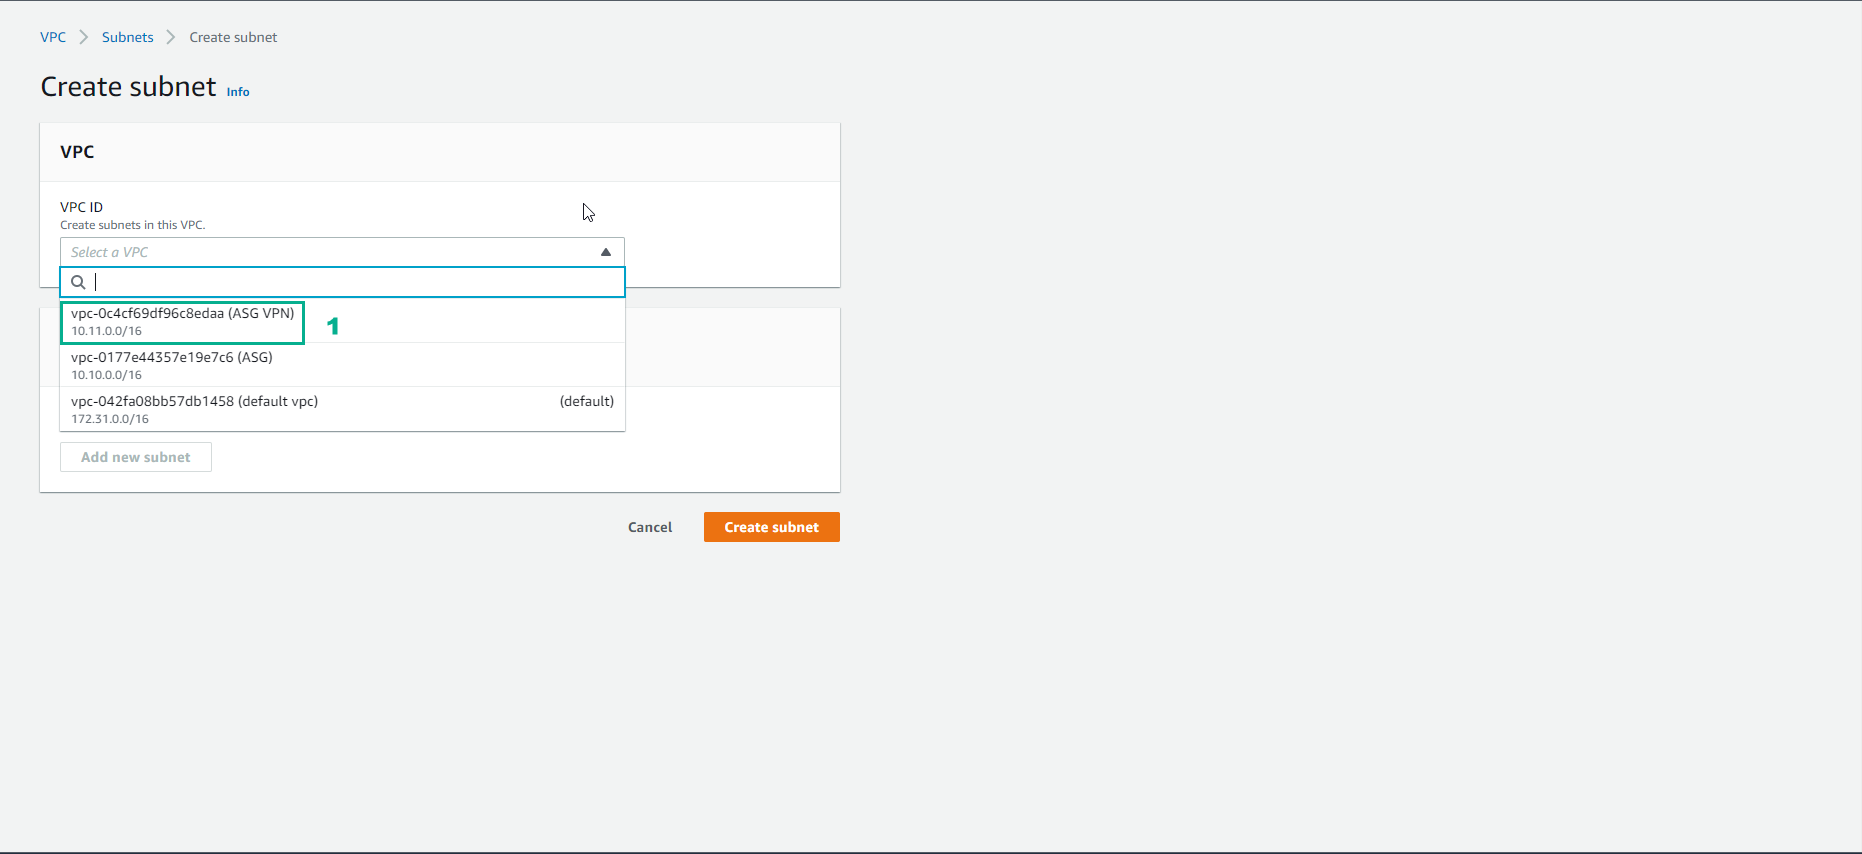 VPC > Subnets > Create subnet
Create subnet Info
VPC
VPC ID
Create subnets in this VPC.
Select a VPC
vpc-0c4cf69df96c8edaa (ASG VPN)
10.11.0.0/16
1
vpc-0177e44357e19e7c6 (ASG)
10.10.0.0/16
vpc-042fa08bb57db1458 (default vpc) (default)
172.31.0.0/16
Add new subnet
Cancel Create subnet